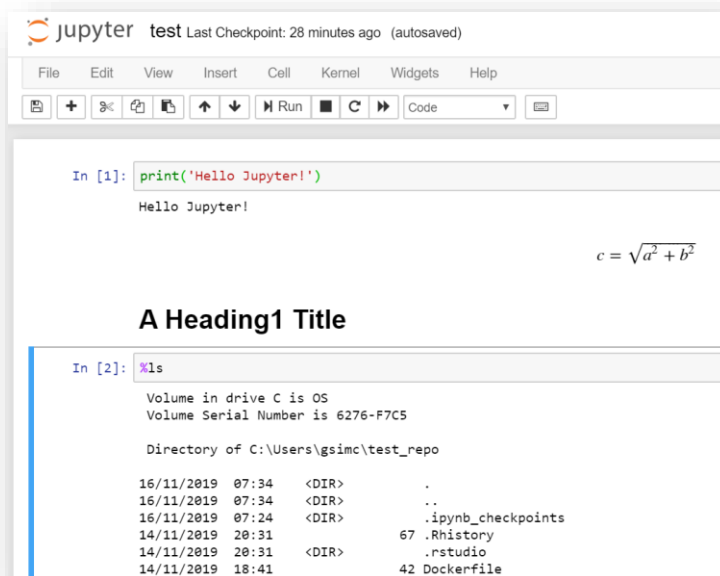 jupyter test Last Checkpoint: 28 minutes ago (autosaved)
File Edit View Insert Cell Kernel Widgets Help
Run Code
In [1]: print('Hello Jupyter!')
Hello Jupyter!
c = √a² + b²
A Heading1 Title
In [2]: %ls
Volume in drive C is OS
Volume Serial Number is 6276-F7C5
Directory of C:\Users\gsimc\test_repo
16/11/2019 07:34 <DIR> .
16/11/2019 07:34 <DIR> ..
16/11/2019 07:24 <DIR> .ipynb_checkpoints
14/11/2019 20:31 67 .Rhistory
14/11/2019 20:31 <DIR> .rstudio
14/11/2019 18:41 42 Dockerfile